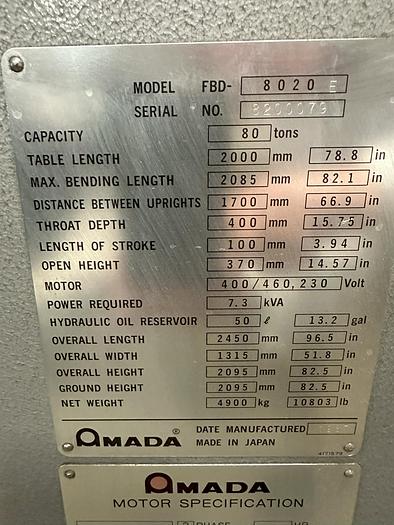 MODEL FBD- 8020 E
SERIAL NO. 8200079
CAPACITY 80 tons
TABLE LENGTH 2000 mm 78.8 in
MAX. BENDING LENGTH 2085 mm 82.1 in
DISTANCE BETWEEN UPRIGHTS 1700 mm 66.9 in
THROAT DEPTH 400 mm 15.75 in
LENGTH OF STROKE 100 mm 3.94 in
OPEN HEIGHT 370 mm 14.57 in
MOTOR 400/460,230 Volt
POWER REQUIRED 7.3 kVA
HYDRAULIC OIL RESERVOIR 50 ℓ 13.2 gal
OVERALL LENGTH 2450 mm 96.5 in
OVERALL WIDTH 1315 mm 51.8 in
OVERALL HEIGHT 2095 mm 82.5 in
GROUND HEIGHT 2095 mm 82.5 in
NET WEIGHT 4900 kg 10803 lb
AMADA ® DATE MANUFACTURED
MADE IN JAPAN
4171579
AMADA
MOTOR SPECIFICATION
PHASE HP